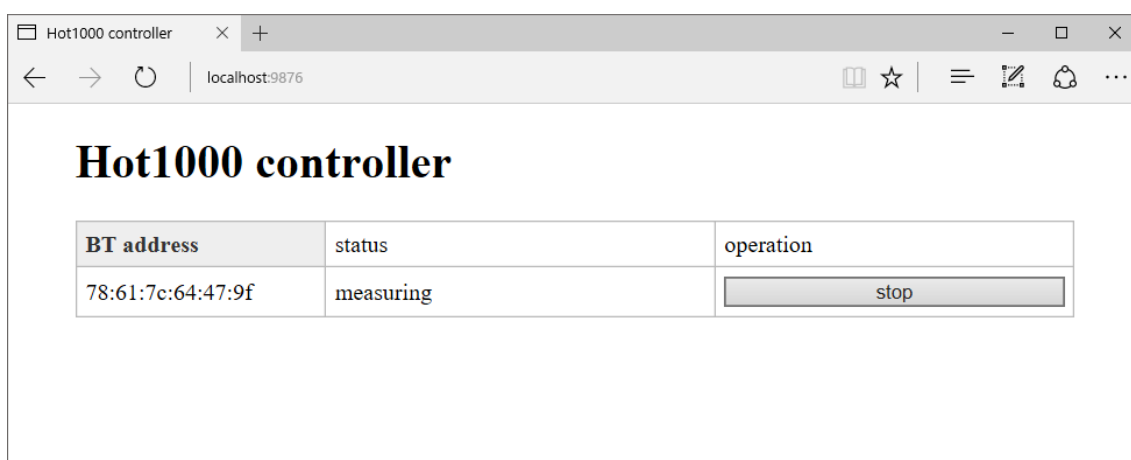 Hot1000 controller
localhost:9876
Hot1000 controller
BT address status operation
78:61:7c:64:47:9f measuring stop